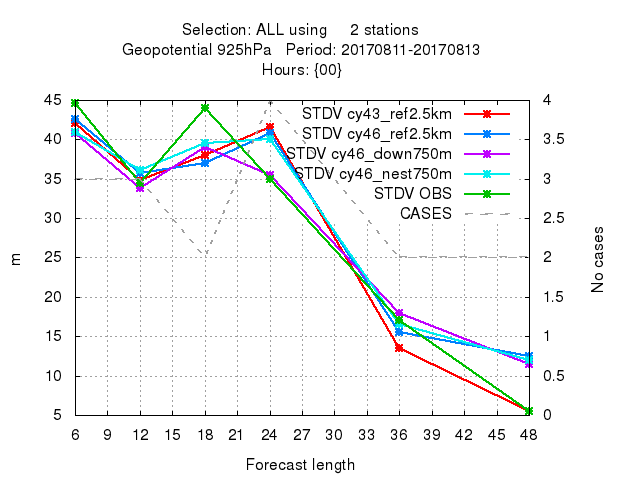 Selection: ALL using 2 stations
Geopotential 925hPa Period: 20170811-20170813
Hours: {00}
STDV cy43_ref2.5km
STDV cy46_ref2.5km
STDV cy46_down750m
STDV cy46_nest750m
STDV OBS
CASES
45
40
35
30
25
20
15
10
5
m
4
3.5
3
2.5
2
1.5
1
0.5
0
No cases
6 9 12 15 18 21 24 27 30 33 36 39 42 45 48
Forecast length